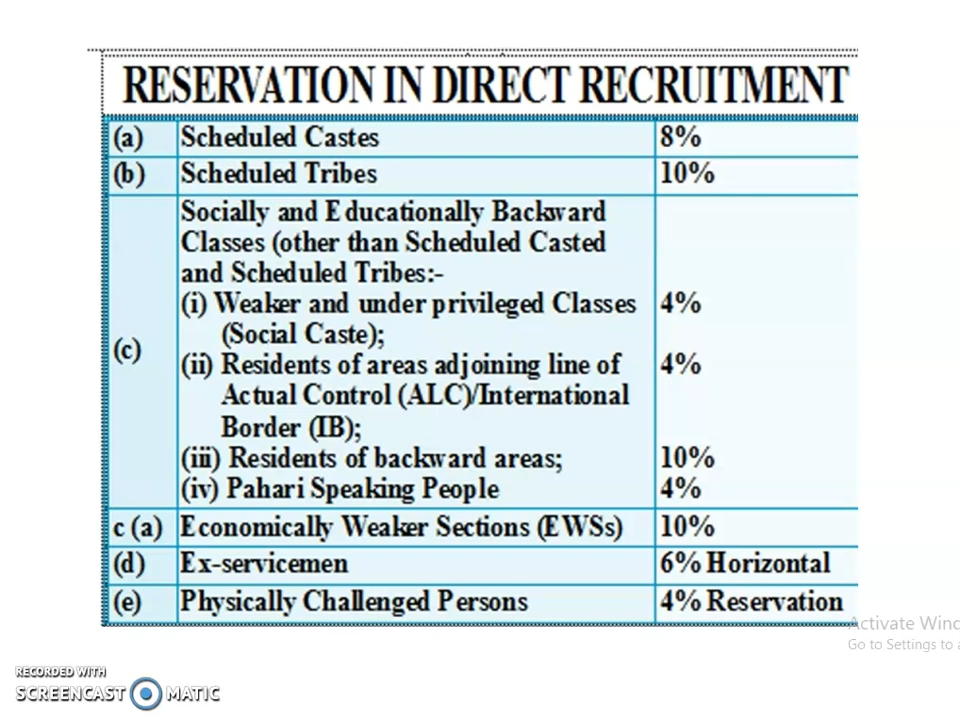 RESERVATION IN DIRECT RECRUITMENT
(a) Scheduled Castes 8%
(b) Scheduled Tribes 10%
(c) Socially and Educationally Backward
Classes (other than Scheduled Casted
and Scheduled Tribes:-
(i) Weaker and under privileged Classes 4%
(Social Caste);
(ii) Residents of areas adjoining line of 4%
Actual Control (ALC)/International
Border (IB);
(iii) Residents of backward areas; 10%
(iv) Pahari Speaking People 4%
c (a) Economically Weaker Sections (EWSs) 10%
(d) Ex-servicemen 6% Horizontal
(e) Physically Challenged Persons 4% Reservation
Activate Wind
Go to Settings to a
RECORDED WITH
SCREENCAST MATIC